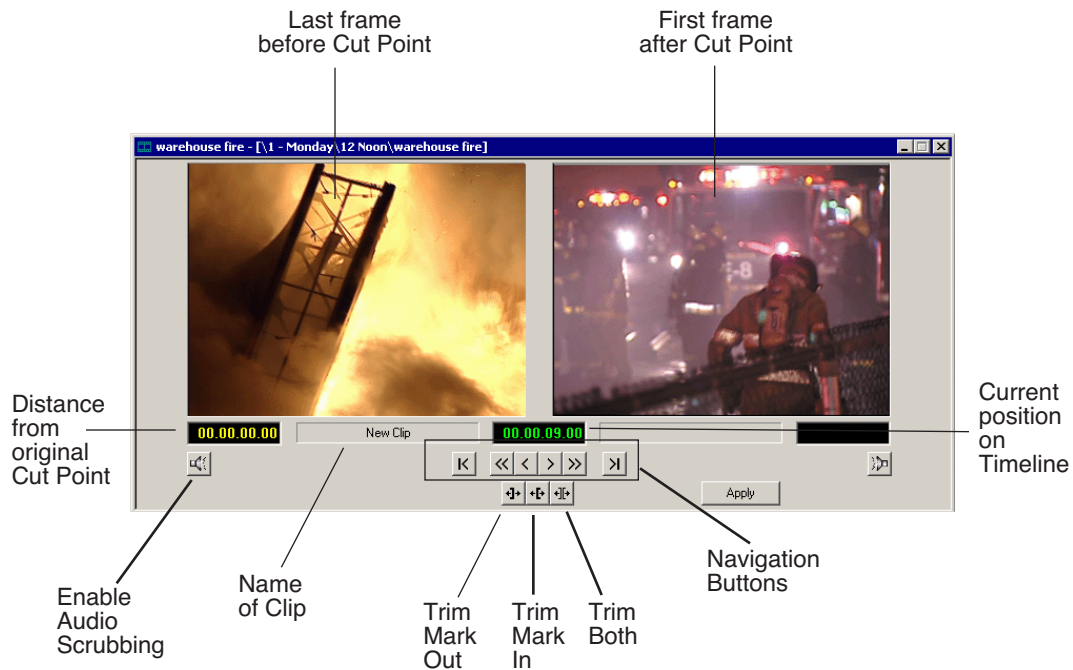 Last frame
before Cut Point
First frame
after Cut Point
warehouse fire - [\1 - Monday\12 Noon\warehouse fire]
E-8
Distance
from
original
Cut Point
00.00.00.00
New Clip
00.00.09.00
Current
position
on
Timeline
Apply
Enable
Audio
Scrubbing
Name
of Clip
Trim
Mark
Out
Trim
Mark
In
Trim
Both
Navigation
Buttons